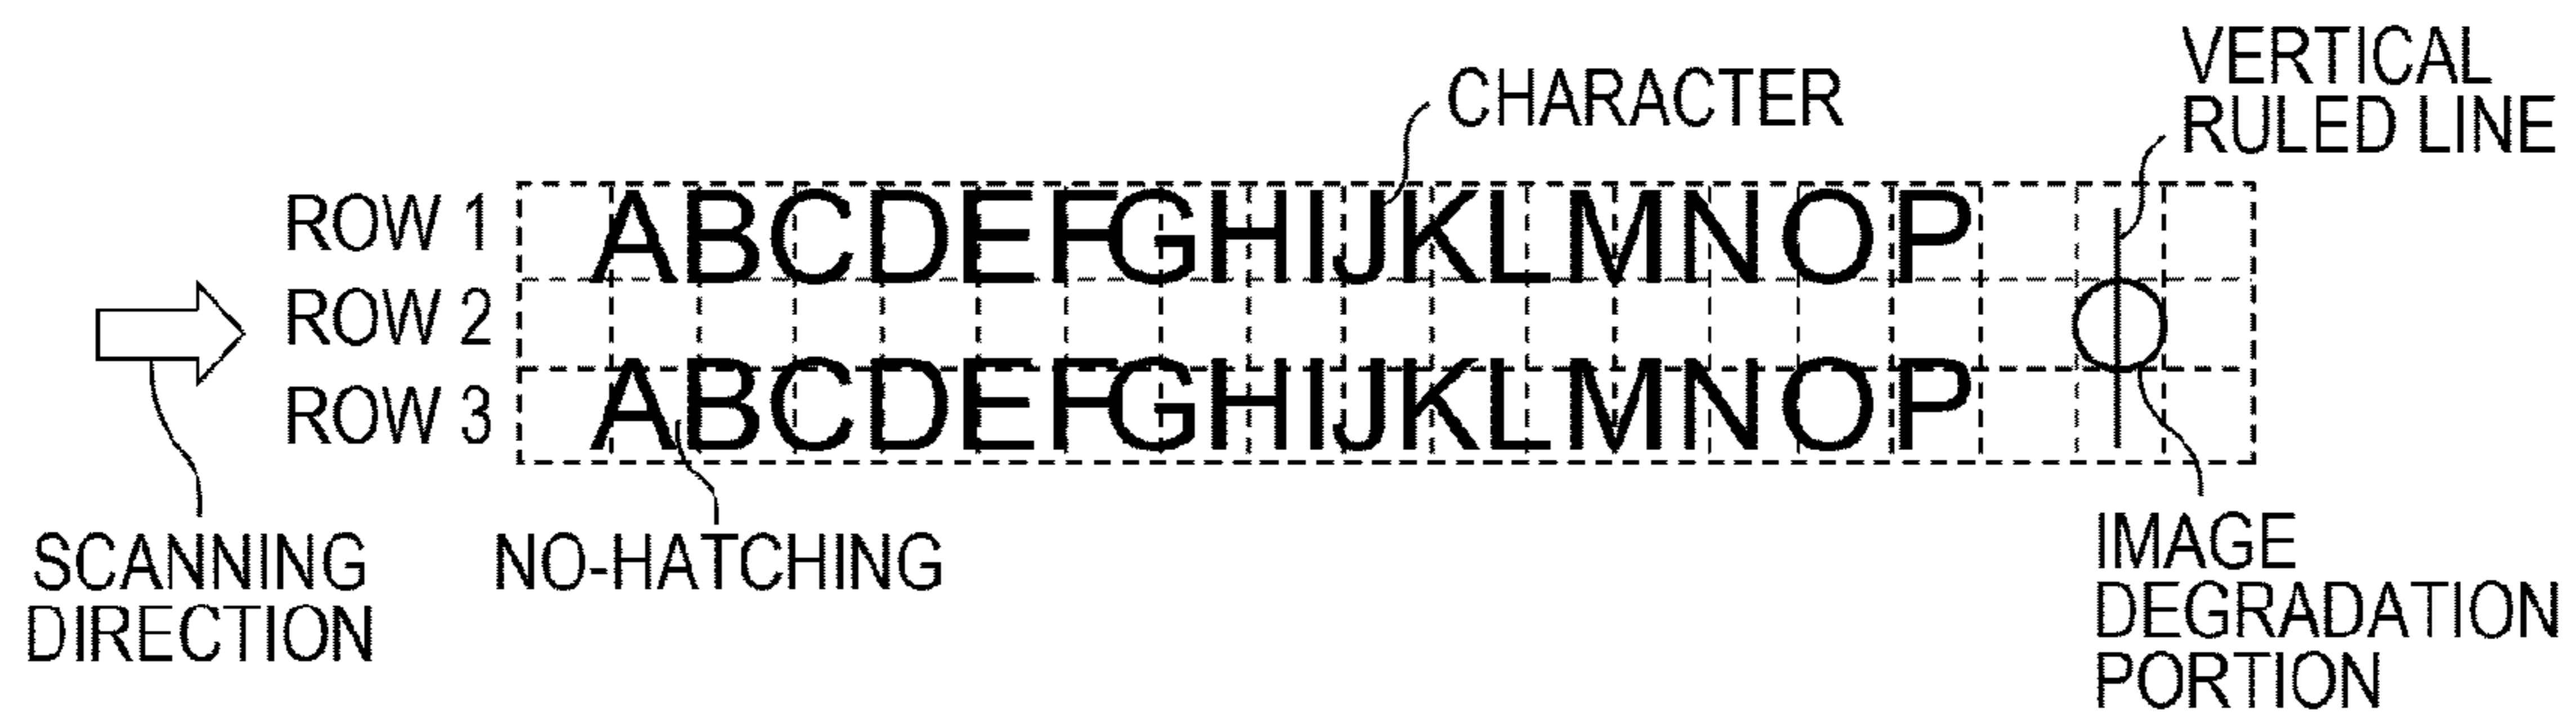 VERTICAL
RULED LINE
CHARACTER
ROW 1 ABCDEFGHIJKLMNOP
ROW 2
ROW 3 ABCDEFGHIJKLMNOP
SCANNING
DIRECTION
NO-HATCHING
IMAGE
DEGRADATION
PORTION